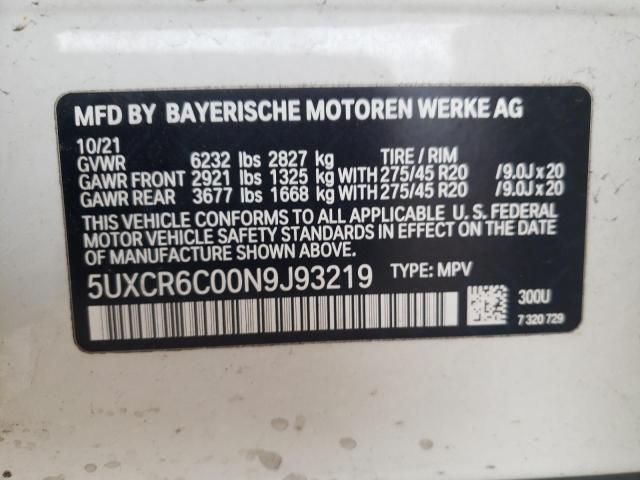 MFD BY BAYERISCHE MOTOREN WERKE AG
10/21
GVWR 6232 lbs 2827 kg TIRE / RIM
GAWR FRONT 2921 lbs 1325 kg WITH 275/45 R20 /9.0J x 20
GAWR REAR 3677 lbs 1668 kg WITH 275/45 R20 /9.0J x 20
THIS VEHICLE CONFORMS TO ALL APPLICABLE U. S. FEDERAL
MOTOR VEHICLE SAFETY STANDARDS IN EFFECT ON THE DATE OF
MANUFACTURE SHOWN ABOVE.
5UXCR6C00N9J93219 TYPE: MPV
300U
7 320 729